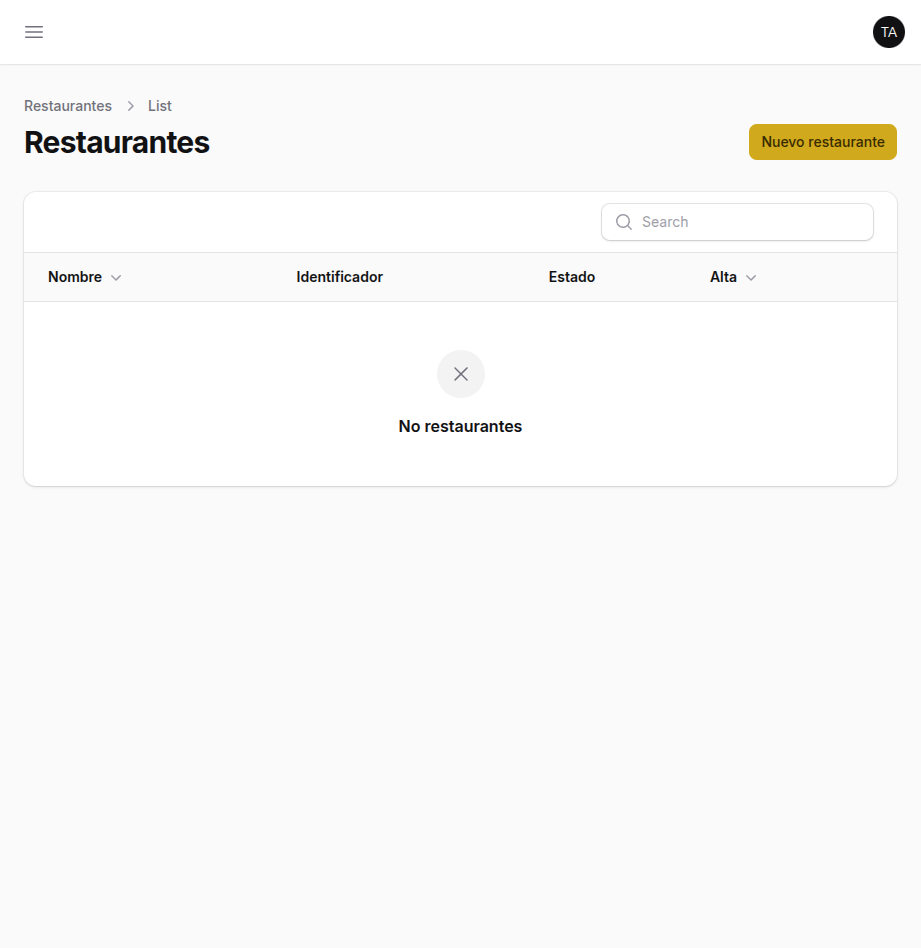 TA
Restaurantes > List
Restaurantes
Nuevo restaurante
Search
Nombre Identificador Estado Alta
No restaurantes